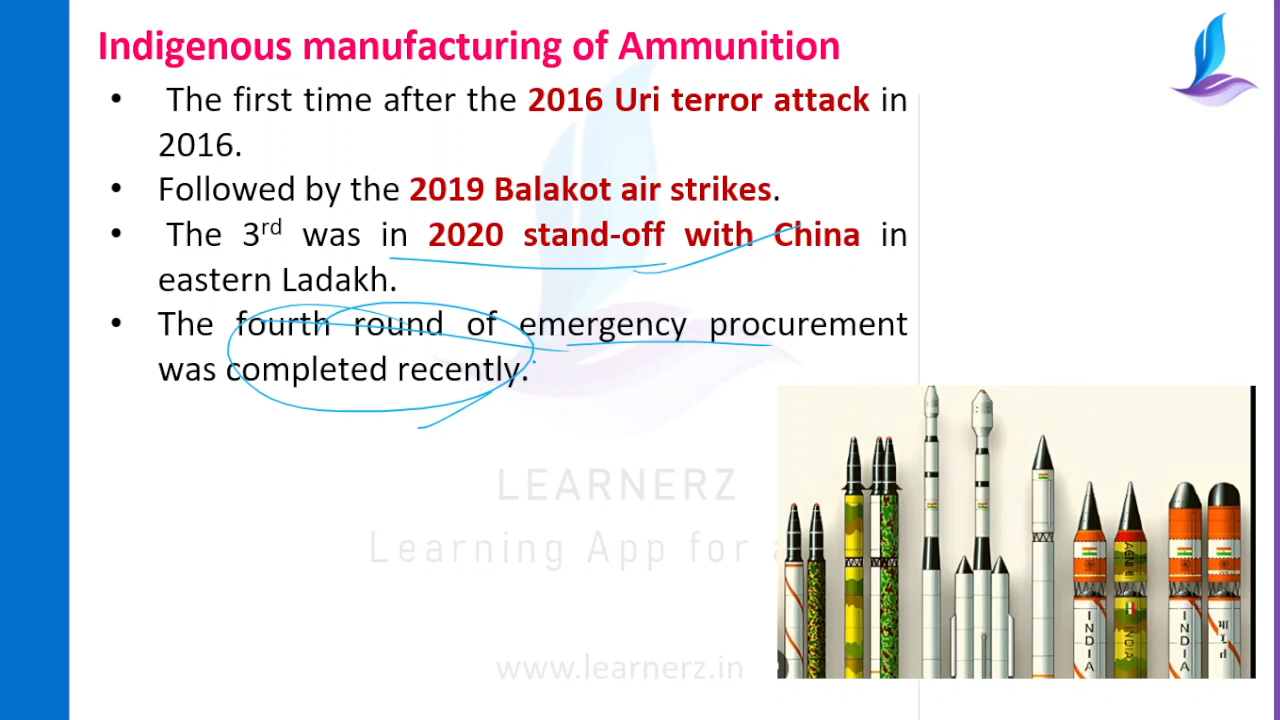 Indigenous manufacturing of Ammunition
• The first time after the 2016 Uri terror attack in
2016.
• Followed by the 2019 Balakot air strikes.
• The 3rd was in 2020 stand-off with China in
eastern Ladakh.
• The fourth round of emergency procurement
was completed recently.
LEARNERZ
Learning App for a
www.learnerz.in
INDIA
INDIA
INDIA